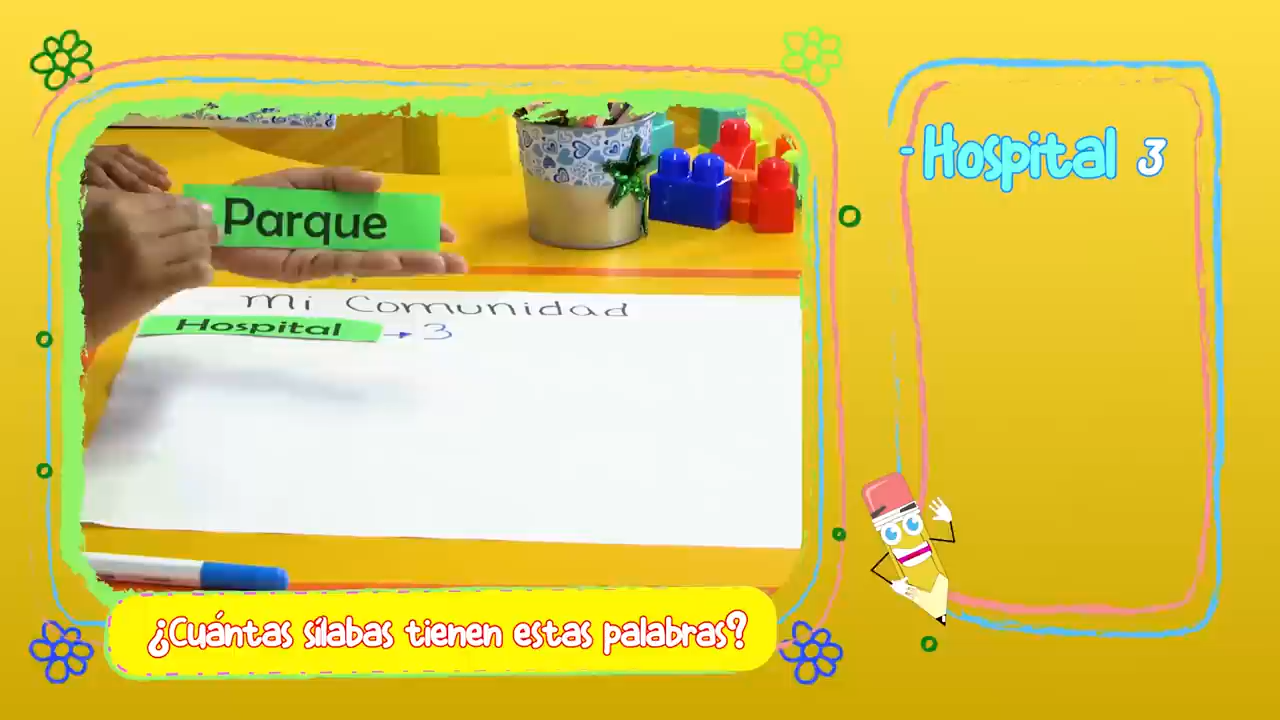 Parque
Mi Comunidad
Hospital → 3
- Hospital 3
¿Cuántas sílabas tienen estas palabras?